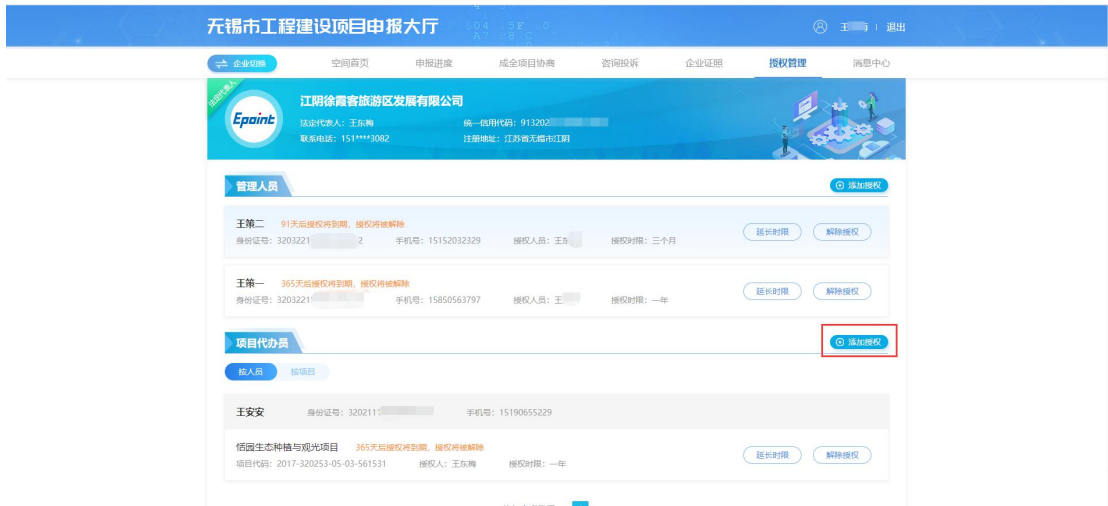 无锡市工程建设项目申报大厅
王 退出
企业切换 空间首页 申报进度 成全项目协商 咨询投诉 企业证照 授权管理 消息中心
法定代表人
Epoint
江阴徐霞客旅游区发展有限公司
法定代表人：王东梅 统一信用代码：913202
联系电话：151****3082 注册地址：江苏省无锡市江阴
管理人员 添加授权
王第二 91天后授权将到期，授权将被解除
身份证号：3203221 2 手机号：15152032329 授权人员：王东 授权时限：三个月 延长时限 解除授权
王第一 365天后授权将到期，授权将被解除
身份证号：3203221 手机号：15850563797 授权人员：王 授权时限：一年 延长时限 解除授权
项目代办员 添加授权
按人员 按项目
王安安 身份证号：3202111 手机号：15190655229
恬园生态种植与观光项目 365天后授权将到期，授权将被解除
项目代码：2017-320253-05-03-561531 授权人：王东梅 授权时限：一年 延长时限 解除授权